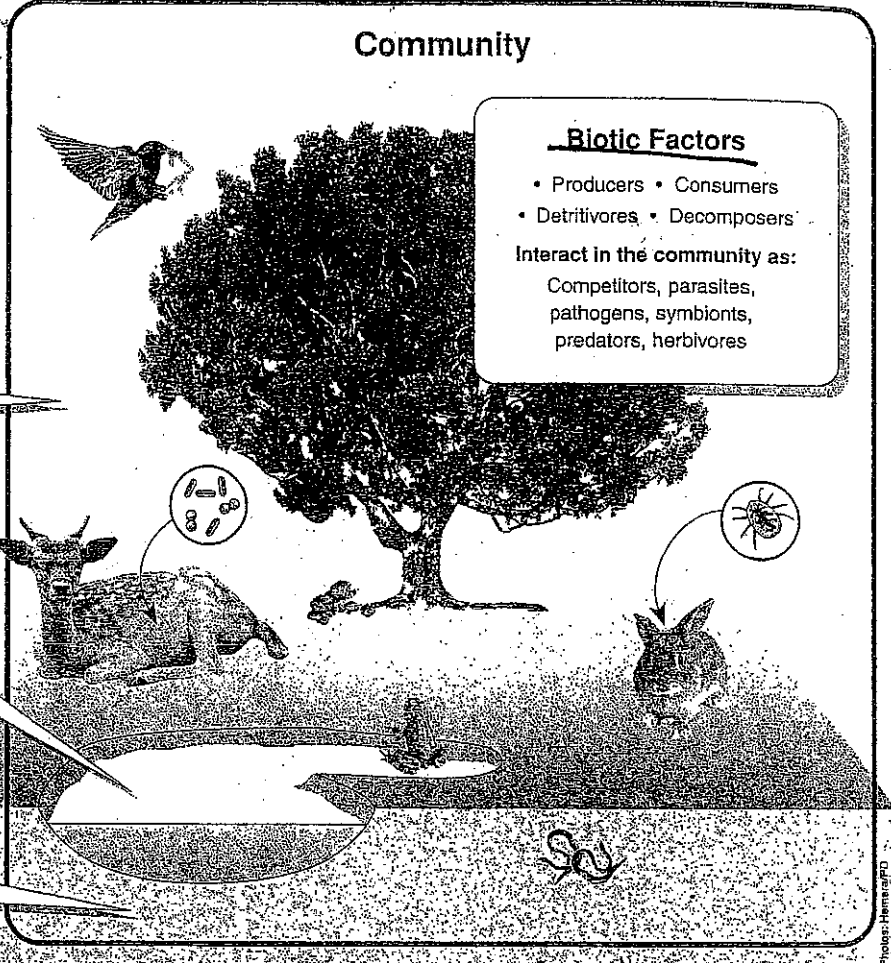 Community
Biotic Factors
• Producers • Consumers
• Detritivores • Decomposers
Interact in the community as:
Competitors, parasites,
pathogens, symbionts,
predators, herbivores